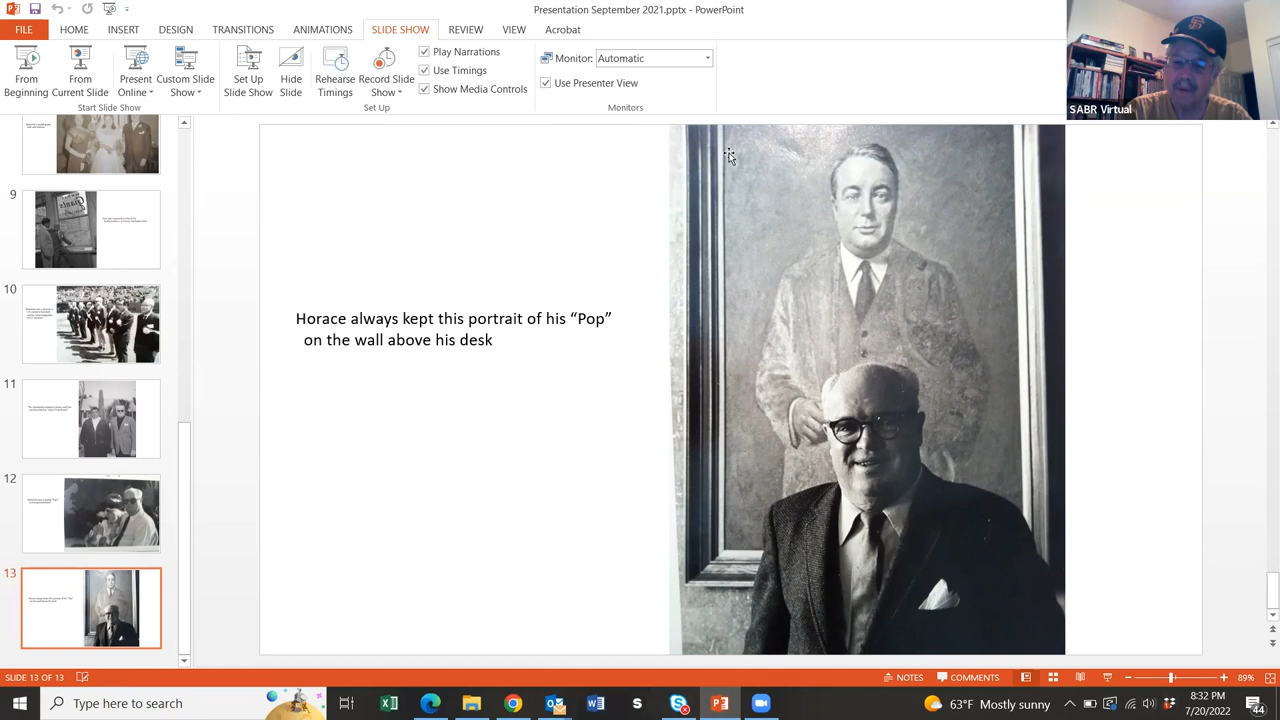 Presentation September 2021.pptx - PowerPoint
FILE HOME INSERT DESIGN TRANSITIONS ANIMATIONS SLIDE SHOW REVIEW VIEW Acrobat
From Beginning
From Current Slide
Present Online
Custom Slide Show
Start Slide Show
Set Up Slide Show
Hide Slide
Rehearse Timings
Record Slide Show
Play Narrations
Use Timings
Show Media Controls
Set Up
Monitor: Automatic
Use Presenter View
Monitors
SABR Virtual
9
10
11
12
13
Horace always kept this portrait of his “Pop”
on the wall above his desk
SLIDE 13 OF 13
NOTES COMMENTS 89%
Type here to search
63°F Mostly sunny
8:32 PM
7/20/2022
44